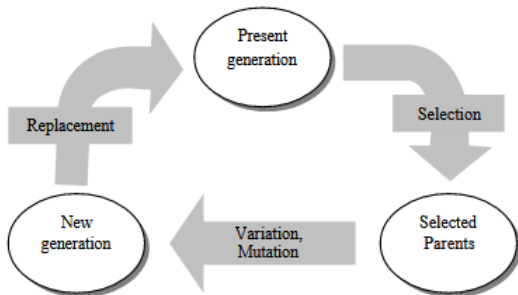 Present
generation
Replacement
Selection
New
generation
Variation,
Mutation
Selected
Parents